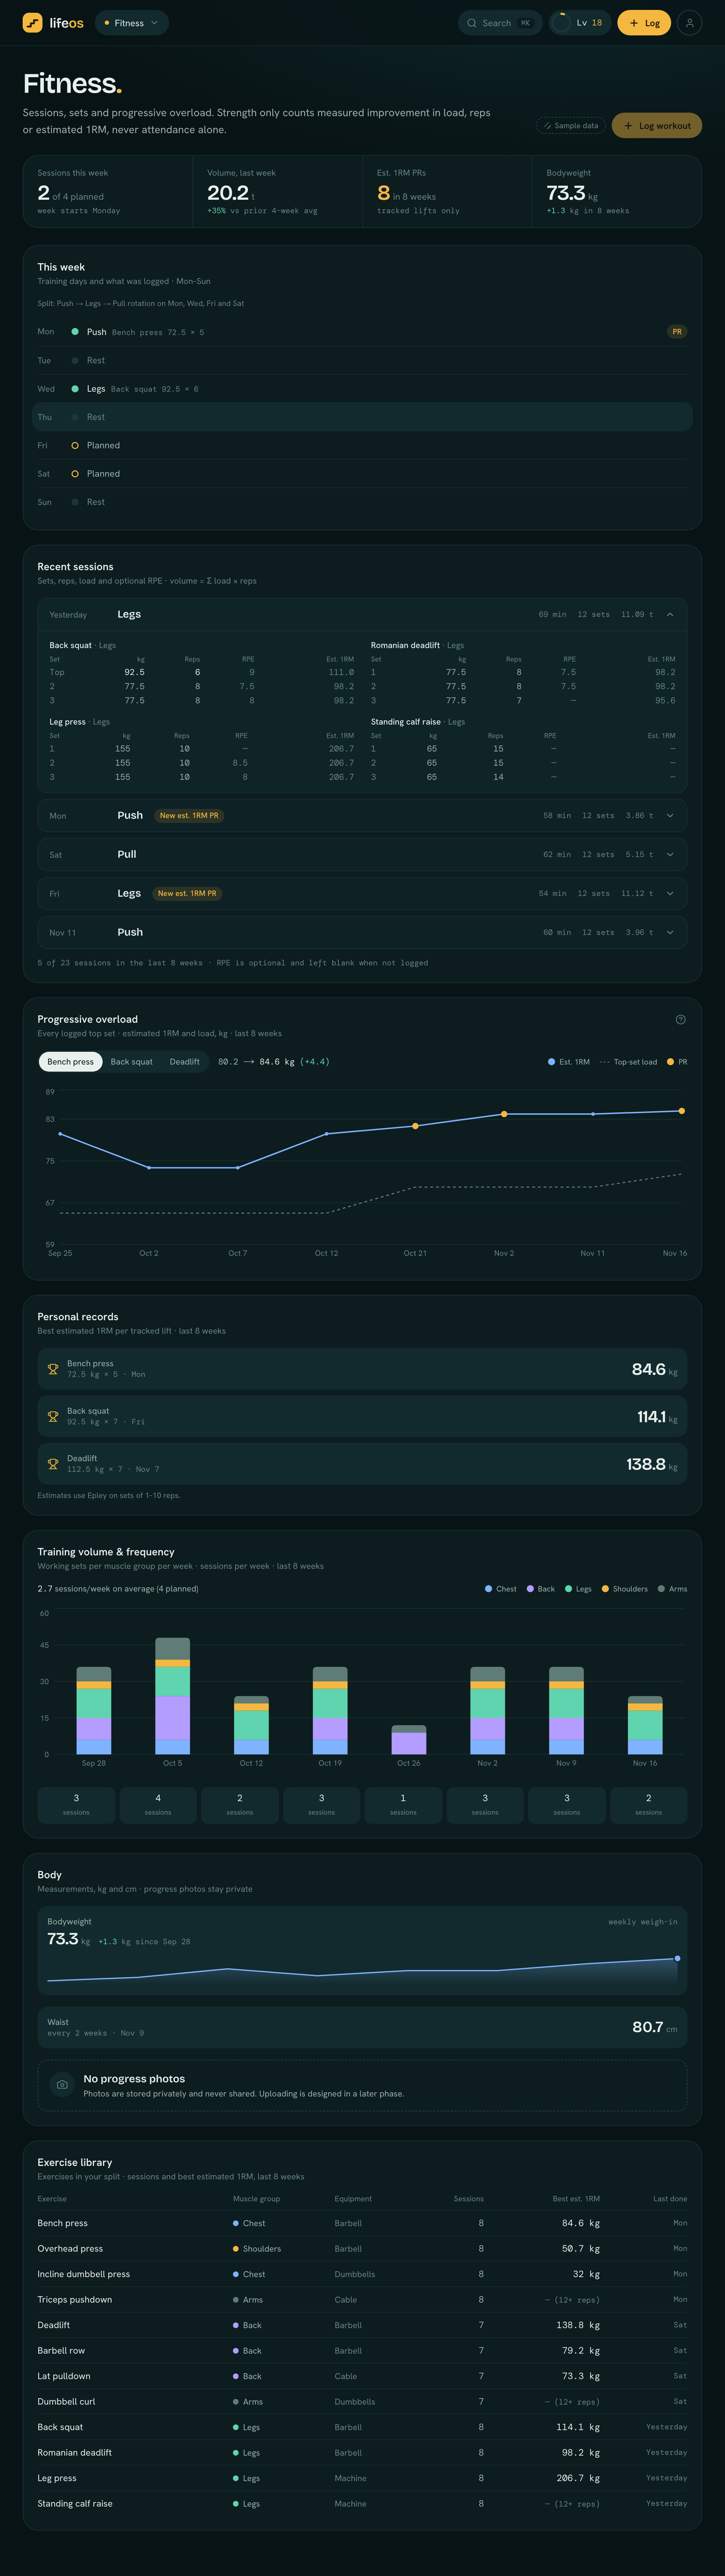 lifeos
Fitness
Search ⌘K
Lv 18
+ Log
Fitness.
Sessions, sets and progressive overload. Strength only counts measured improvement in load, reps
or estimated 1RM, never attendance alone.
Sample data
+ Log workout
Sessions this week
2 of 4 planned
week starts Monday
Volume, last week
20.2 t
+35% vs prior 4-week avg
Est. 1RM PRs
8 in 8 weeks
tracked lifts only
Bodyweight
73.3 kg
+1.3 kg in 8 weeks
This week
Training days and what was logged · Mon–Sun
Split: Push → Legs → Pull rotation on Mon, Wed, Fri and Sat
Mon Push Bench press 72.5 × 5 PR
Tue Rest
Wed Legs Back squat 92.5 × 6
Thu Rest
Fri Planned
Sat Planned
Sun Rest
Recent sessions
Sets, reps, load and optional RPE · volume = Σ load × reps
Yesterday Legs 69 min 12 sets 11.09 t
Back squat · Legs
Set kg Reps RPE Est. 1RM
Top 92.5 6 9 111.0
2 77.5 8 7.5 98.2
3 77.5 8 8 98.2
Romanian deadlift · Legs
Set kg Reps RPE Est. 1RM
1 77.5 8 7.5 98.2
2 77.5 8 7.5 98.2
3 77.5 7 — 95.6
Leg press · Legs
Set kg Reps RPE Est. 1RM
1 155 10 — 206.7
2 155 10 8.5 206.7
3 155 10 8 206.7
Standing calf raise · Legs
Set kg Reps RPE Est. 1RM
1 65 15 — —
2 65 15 — —
3 65 14 — —
Mon Push New est. 1RM PR 58 min 12 sets 3.86 t
Sat Pull 62 min 12 sets 5.15 t
Fri Legs New est. 1RM PR 54 min 12 sets 11.12 t
Nov 11 Push 60 min 12 sets 3.96 t
5 of 23 sessions in the last 8 weeks · RPE is optional and left blank when not logged
Progressive overload
Every logged top set · estimated 1RM and load, kg · last 8 weeks
Bench press Back squat Deadlift 80.2 → 84.6 kg (+4.4)
Est. 1RM Top-set load PR
89
83
75
67
59
Sep 25 Oct 2 Oct 7 Oct 12 Oct 21 Nov 2 Nov 11 Nov 16
Personal records
Best estimated 1RM per tracked lift · last 8 weeks
Bench press
72.5 kg × 5 · Mon
84.6 kg
Back squat
92.5 kg × 7 · Fri
114.1 kg
Deadlift
112.5 kg × 7 · Nov 7
138.8 kg
Estimates use Epley on sets of 1–10 reps.
Training volume & frequency
Working sets per muscle group per week · sessions per week · last 8 weeks
2.7 sessions/week on average (4 planned)
Chest Back Legs Shoulders Arms
60
45
30
15
0
Sep 28 Oct 5 Oct 12 Oct 19 Oct 26 Nov 2 Nov 9 Nov 16
3 4 2 3 1 3 3 2
sessions sessions sessions sessions sessions sessions sessions sessions
Body
Measurements, kg and cm · progress photos stay private
Bodyweight weekly weigh-in
73.3 kg +1.3 kg since Sep 28
Waist
every 2 weeks · Nov 9
80.7 cm
No progress photos
Photos are stored privately and never shared. Uploading is designed in a later phase.
Exercise library
Exercises in your split · sessions and best estimated 1RM, last 8 weeks
Exercise Muscle group Equipment Sessions Best est. 1RM Last done
Bench press Chest Barbell 8 84.6 kg Mon
Overhead press Shoulders Barbell 8 50.7 kg Mon
Incline dumbbell press Chest Dumbbells 8 32 kg Mon
Triceps pushdown Arms Cable 8 — (12+ reps) Mon
Deadlift Back Barbell 7 138.8 kg Sat
Barbell row Back Barbell 7 79.2 kg Sat
Lat pulldown Back Cable 7 73.3 kg Sat
Dumbbell curl Arms Dumbbells 7 — (12+ reps) Sat
Back squat Legs Barbell 8 114.1 kg Yesterday
Romanian deadlift Legs Barbell 8 98.2 kg Yesterday
Leg press Legs Machine 8 206.7 kg Yesterday
Standing calf raise Legs Machine 8 — (12+ reps) Yesterday